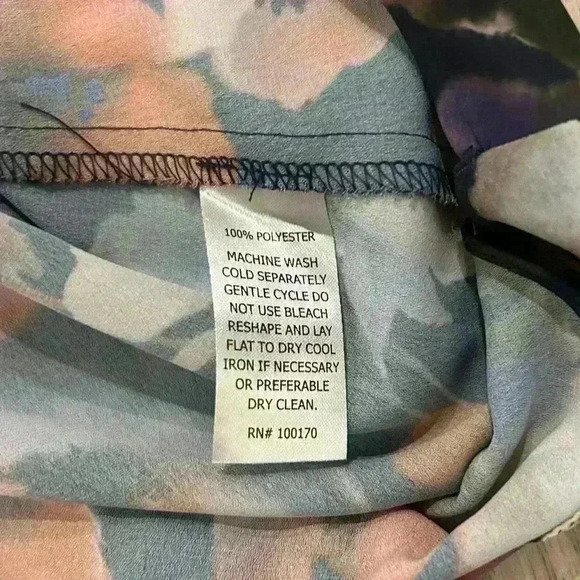 100% POLYESTER
MACHINE WASH
COLD SEPARATELY
GENTLE CYCLE DO
NOT USE BLEACH
RESHAPE AND LAY
FLAT TO DRY COOL
IRON IF NECESSARY
OR PREFERABLE
DRY CLEAN.
RN# 100170